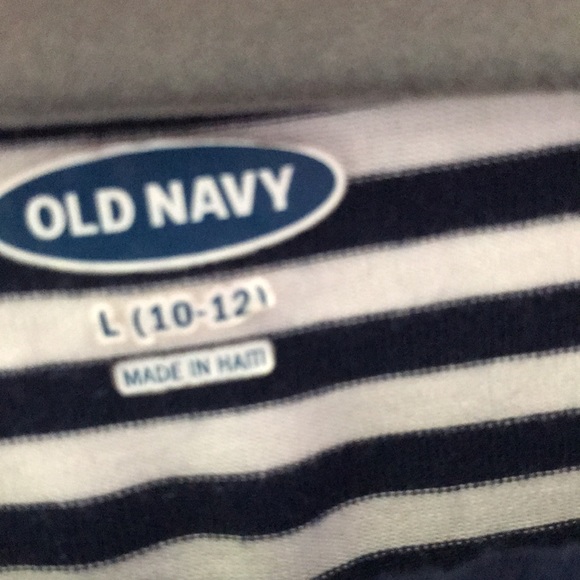 OLD NAVY
L (10-12)
MADE IN HAITI